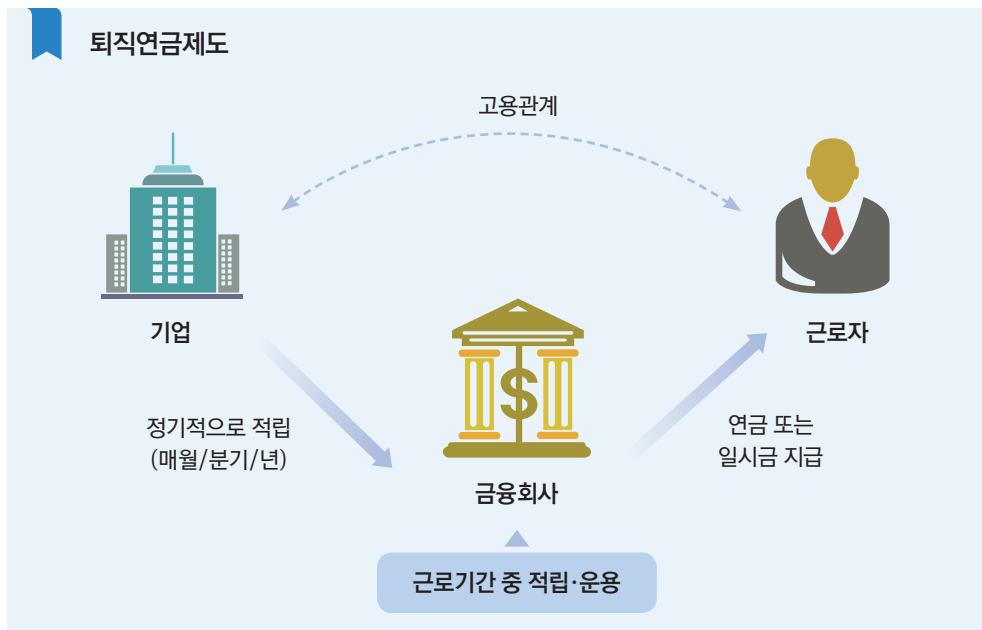 퇴직연금제도
고용관계
기업
근로자
정기적으로 적립
(매월/분기/년)
연금 또는
일시금 지급
$
금융회사
근로기간 중 적립·운용